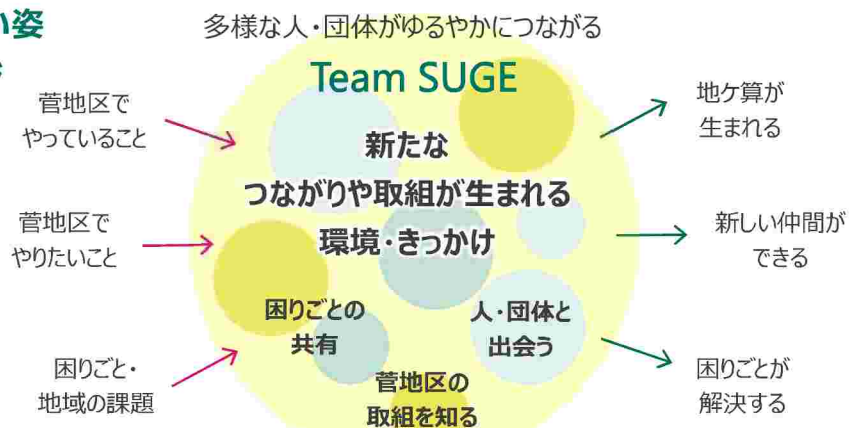 い姿
多様な人・団体がゆるやかにつながる
Team SUGE
菅地区で
やっていること
地ケ算が
生まれる
新たな
つながりや取組が生まれる
環境・きっかけ
菅地区で
やりたいこと
新しい仲間が
できる
困りごとの
共有
人・団体と
出会う
困りごと・
地域の課題
菅地区の
取組を知る
困りごとが
解決する